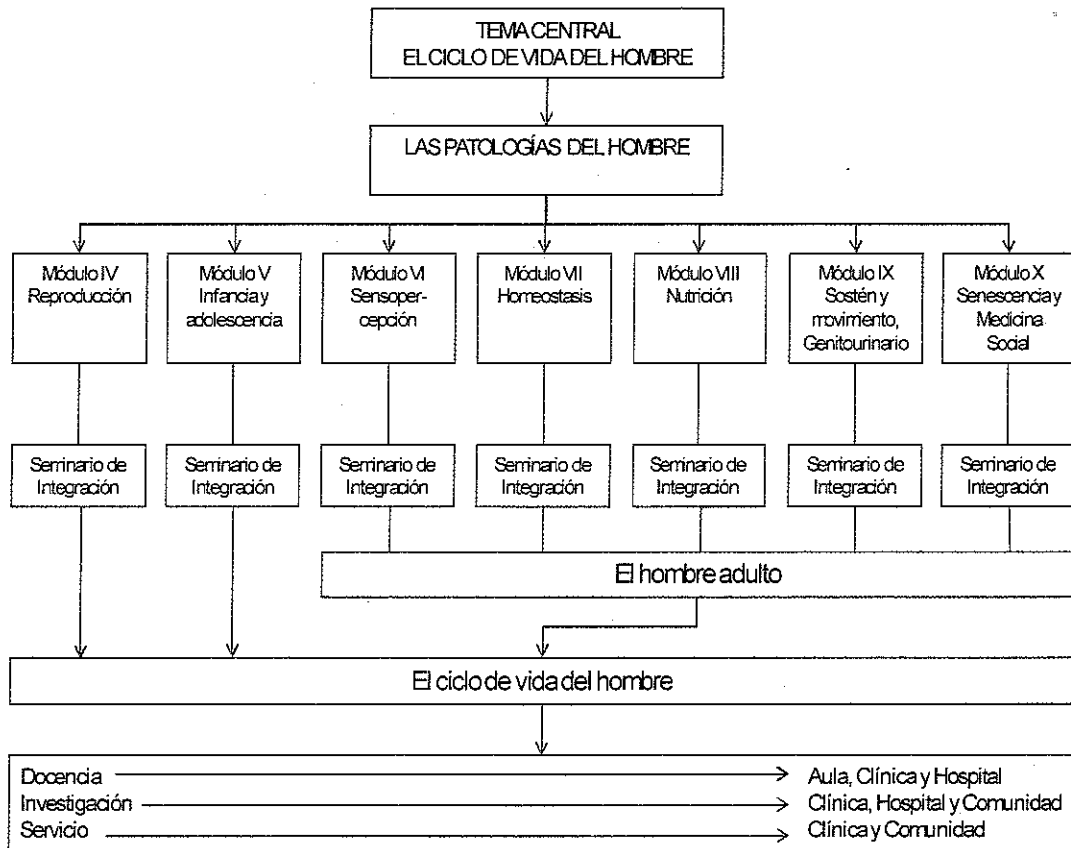 TEMA CENTRAL
EL CICLO DE VIDA DEL HOMBRE
LAS PATOLOGÍAS DEL HOMBRE
Módulo IV
Reproducción
Módulo V
Infancia y
adolescencia
Módulo VI
Sensoper-
cepción
Módulo VII
Homeostasis
Módulo VIII
Nutrición
Módulo IX
Sostén y
movimiento,
Genitourinario
Módulo X
Senescencia y
Medicina
Social
Seminario de
Integración
Seminario de
Integración
Seminario de
Integración
Seminario de
Integración
Seminario de
Integración
Seminario de
Integración
Seminario de
Integración
El hombre adulto
El ciclo de vida del hombre
Docencia Aula, Clínica y Hospital
Investigación Clínica, Hospital y Comunidad
Servicio Clínica y Comunidad